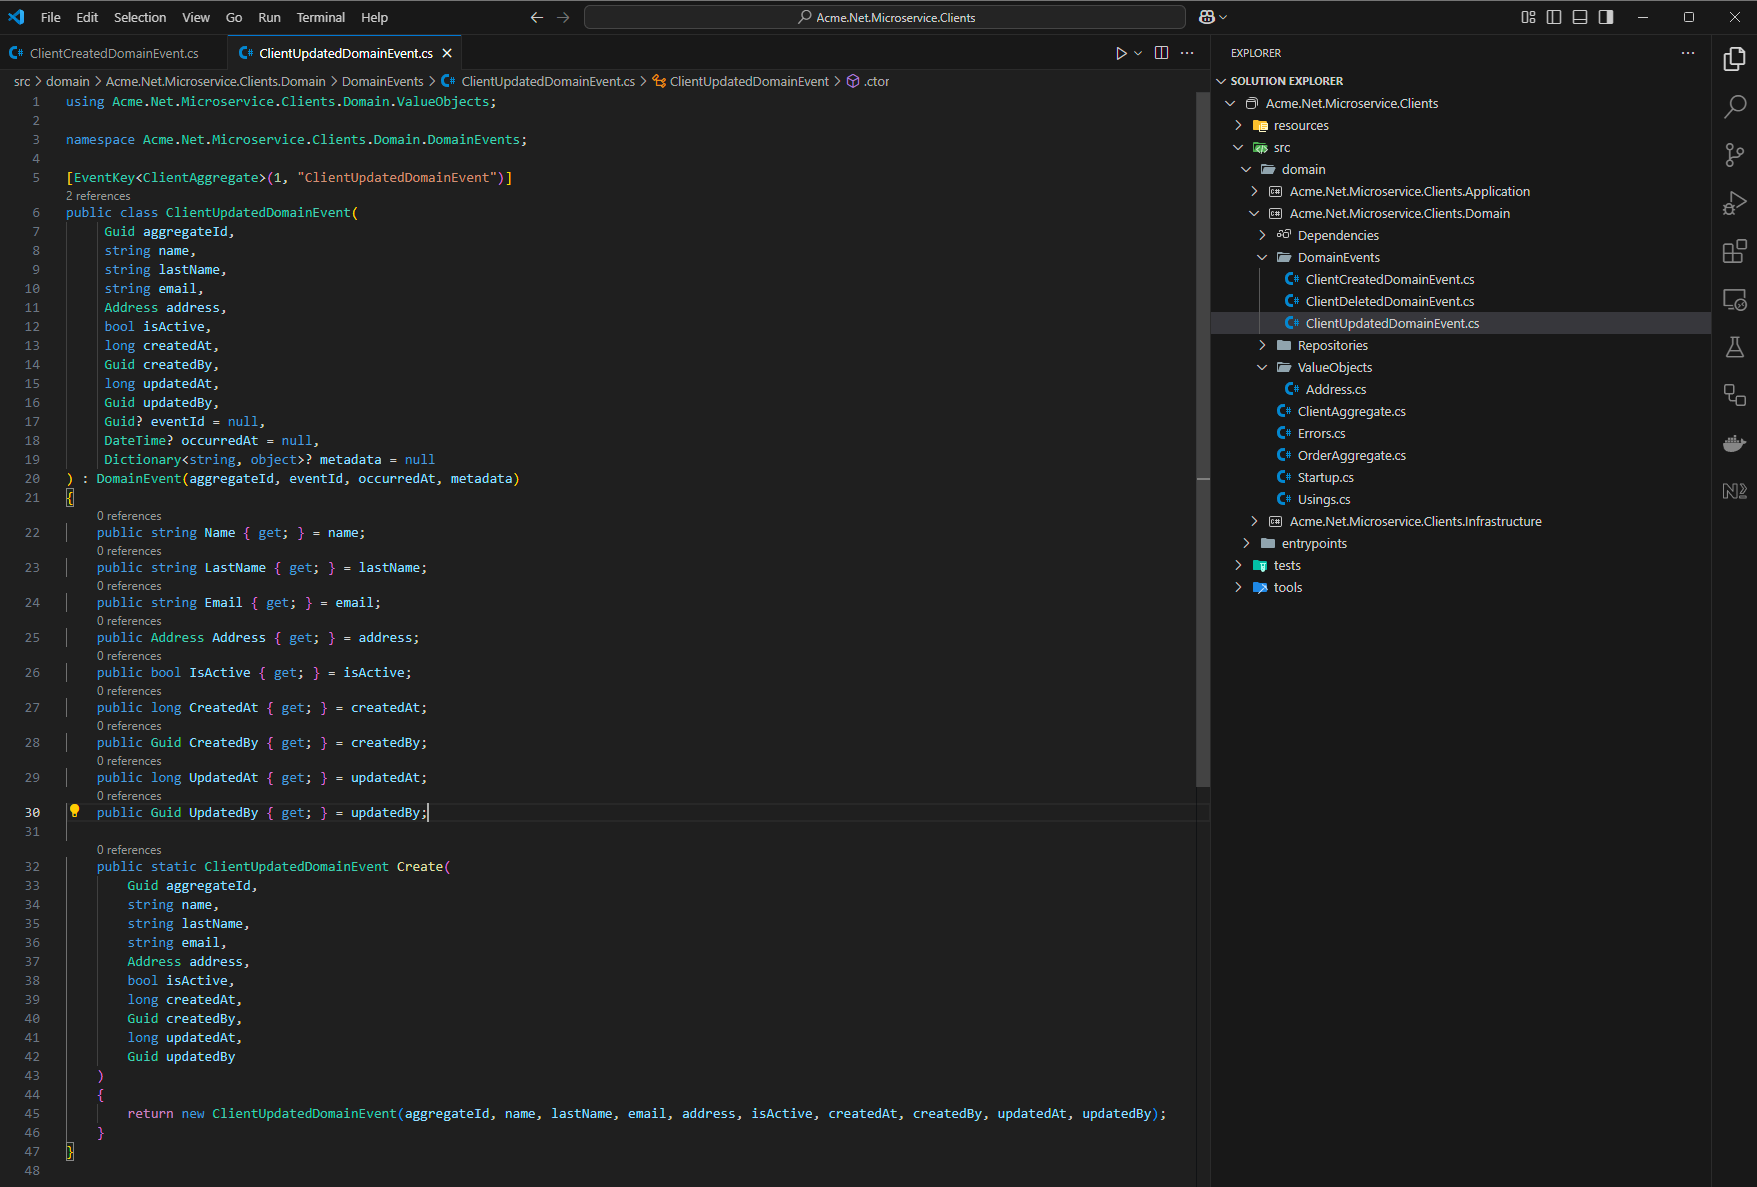 File Edit Selection View Go Run Terminal Help
Acme.Net.Microservice.Clients
ClientCreatedDomainEvent.cs
ClientUpdatedDomainEvent.cs
src > domain > Acme.Net.Microservice.Clients.Domain > DomainEvents > ClientUpdatedDomainEvent.cs > ClientUpdatedDomainEvent > .ctor
1 using Acme.Net.Microservice.Clients.Domain.ValueObjects;
2
3 namespace Acme.Net.Microservice.Clients.Domain.DomainEvents;
4
5 [EventKey<ClientAggregate>(1, "ClientUpdatedDomainEvent")]
2 references
6 public class ClientUpdatedDomainEvent(
7 Guid aggregateId,
8 string name,
9 string lastName,
10 string email,
11 Address address,
12 bool isActive,
13 long createdAt,
14 Guid createdBy,
15 long updatedAt,
16 Guid updatedBy,
17 Guid? eventId = null,
18 DateTime? occurredAt = null,
19 Dictionary<string, object>? metadata = null
20 ) : DomainEvent(aggregateId, eventId, occurredAt, metadata)
21 {
0 references
22 public string Name { get; } = name;
0 references
23 public string LastName { get; } = lastName;
0 references
24 public string Email { get; } = email;
0 references
25 public Address Address { get; } = address;
0 references
26 public bool IsActive { get; } = isActive;
0 references
27 public long CreatedAt { get; } = createdAt;
0 references
28 public Guid CreatedBy { get; } = createdBy;
0 references
29 public long UpdatedAt { get; } = updatedAt;
0 references
30 public Guid UpdatedBy { get; } = updatedBy;
31
0 references
32 public static ClientUpdatedDomainEvent Create(
33 Guid aggregateId,
34 string name,
35 string lastName,
36 string email,
37 Address address,
38 bool isActive,
39 long createdAt,
40 Guid createdBy,
41 long updatedAt,
42 Guid updatedBy
43 )
44 {
45 return new ClientUpdatedDomainEvent(aggregateId, name, lastName, email, address, isActive, createdAt, createdBy, updatedAt, updatedBy);
46 }
47 }
48
EXPLORER
SOLUTION EXPLORER
Acme.Net.Microservice.Clients
resources
src
domain
Acme.Net.Microservice.Clients.Application
Acme.Net.Microservice.Clients.Domain
Dependencies
DomainEvents
ClientCreatedDomainEvent.cs
ClientDeletedDomainEvent.cs
ClientUpdatedDomainEvent.cs
Repositories
ValueObjects
Address.cs
ClientAggregate.cs
Errors.cs
OrderAggregate.cs
Startup.cs
Usings.cs
Acme.Net.Microservice.Clients.Infrastructure
entrypoints
tests
tools